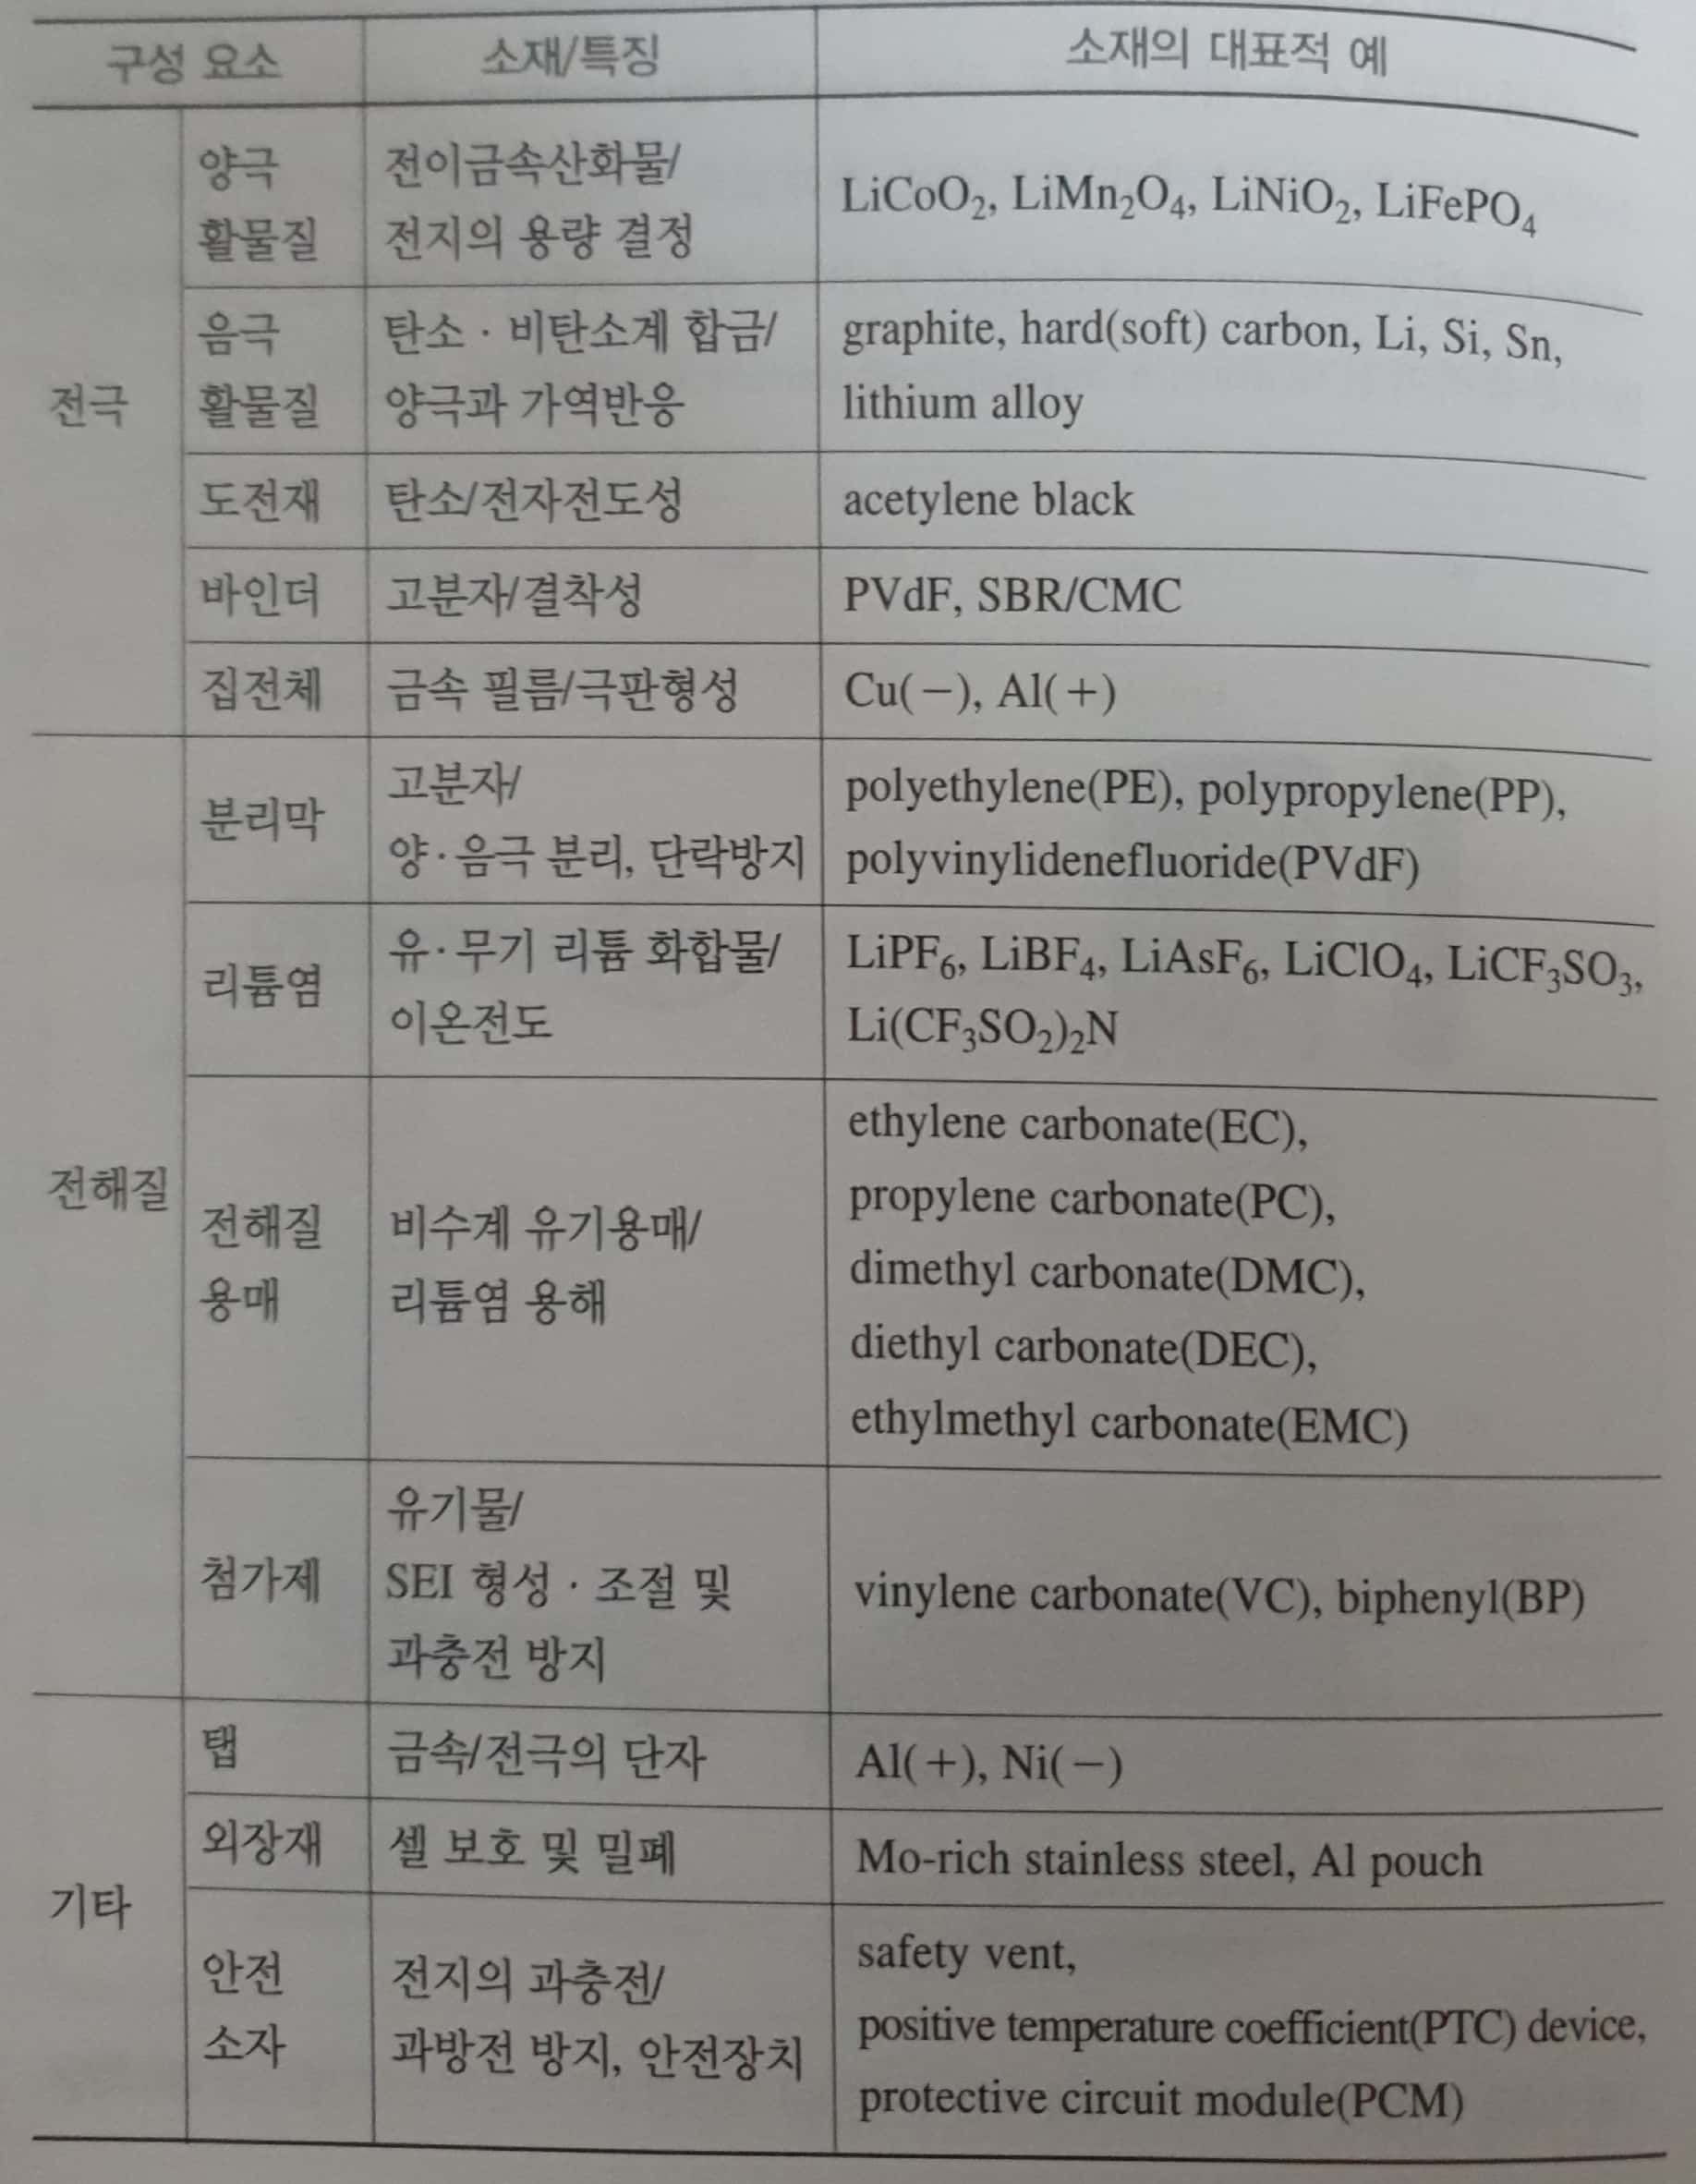 구성 요소 소재/특징 소재의 대표적 예
전극
양극
활물질
전이금속산화물/
전지의 용량 결정
LiCoO₂, LiMn₂O₄, LiNiO₂, LiFePO₄
음극
활물질
탄소 · 비탄소계 합금/
양극과 가역반응
graphite, hard(soft) carbon, Li, Si, Sn,
lithium alloy
도전재 탄소/전자전도성 acetylene black
바인더 고분자/결착성 PVdF, SBR/CMC
집전체 금속 필름/극판형성 Cu(−), Al(+)
전해질
분리막
고분자/
양·음극 분리, 단락방지
polyethylene(PE), polypropylene(PP),
polyvinylidenefluoride(PVdF)
리튬염
유·무기 리튬 화합물/
이온전도
LiPF₆, LiBF₄, LiAsF₆, LiClO₄, LiCF₃SO₃,
Li(CF₃SO₂)₂N
전해질
용매
비수계 유기용매/
리튬염 용해
ethylene carbonate(EC),
propylene carbonate(PC),
dimethyl carbonate(DMC),
diethyl carbonate(DEC),
ethylmethyl carbonate(EMC)
첨가제
유기물/
SEI 형성 · 조절 및
과충전 방지
vinylene carbonate(VC), biphenyl(BP)
기타
탭 금속/전극의 단자 Al(+), Ni(−)
외장재 셀 보호 및 밀폐 Mo-rich stainless steel, Al pouch
안전
소자
전지의 과충전/
과방전 방지, 안전장치
safety vent,
positive temperature coefficient(PTC) device,
protective circuit module(PCM)